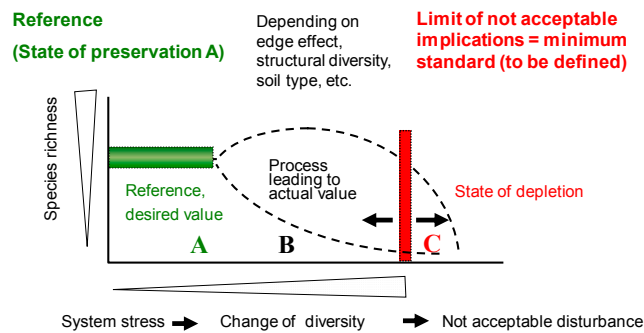 Reference
(State of preservation A)
Depending on
edge effect,
structural diversity,
soil type, etc.
Limit of not acceptable
implications = minimum
standard (to be defined)
Species richness
Reference,
desired value
Process
leading to
actual value
State of depletion
A
B
C
System stress
Change of diversity
Not acceptable disturbance